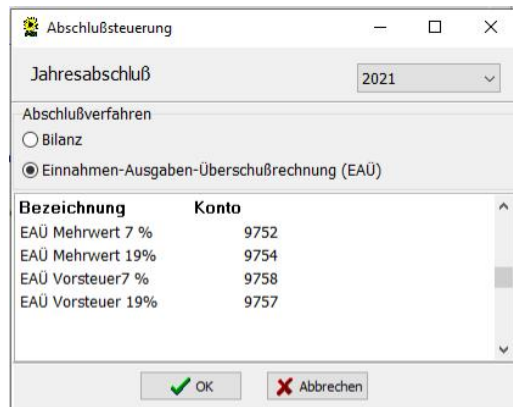 Abschlußsteuerung
Jahresabschluß 2021
Abschlußverfahren
Bilanz
Einnahmen-Ausgaben-Überschußrechnung (EAÜ)
Bezeichnung Konto
EAÜ Mehrwert 7 % 9752
EAÜ Mehrwert 19% 9754
EAÜ Vorsteuer7 % 9758
EAÜ Vorsteuer 19% 9757
OK Abbrechen